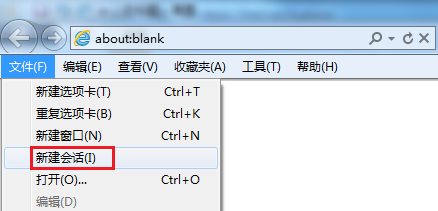 about:blank
文件(F) 编辑(E) 查看(V) 收藏夹(A) 工具(T) 帮助(H)
新建选项卡(T) Ctrl+T
重复选项卡(B) Ctrl+K
新建窗口(N) Ctrl+N
新建会话(I)
打开(O)... Ctrl+O
编辑(D)